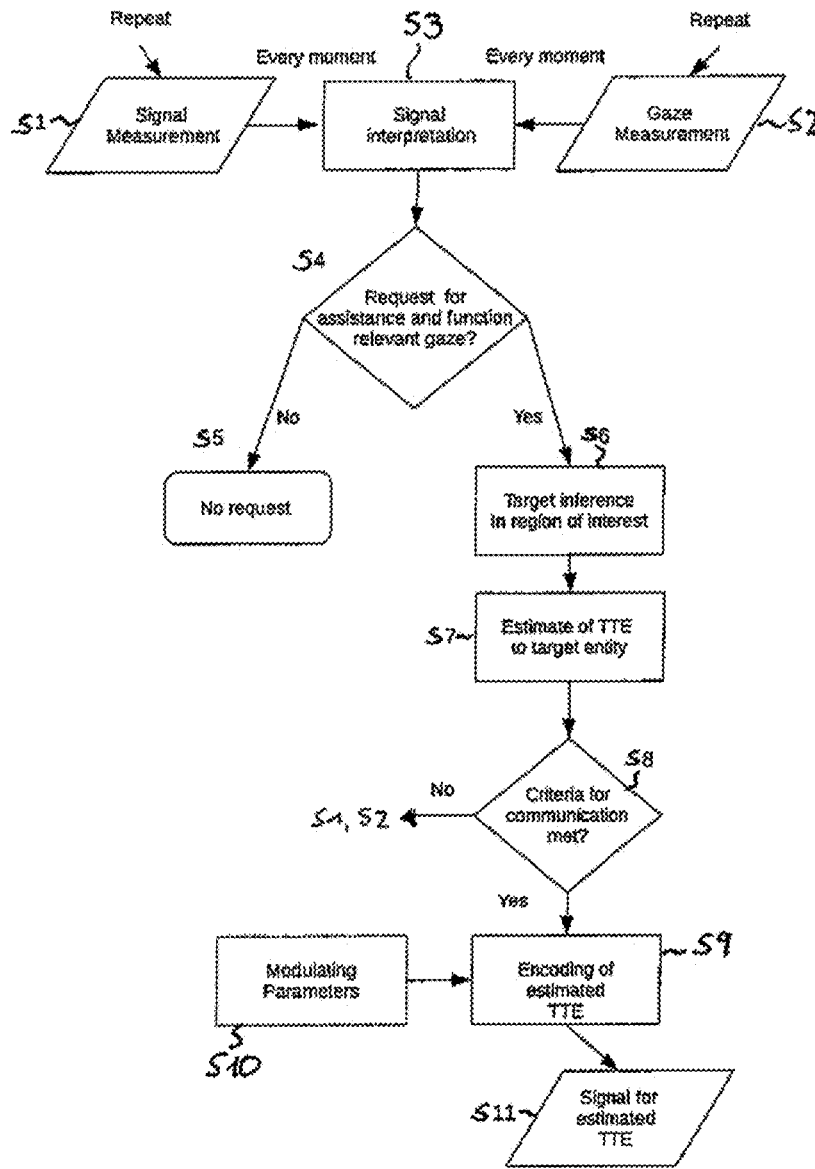 Repeat
S3
Repeat
Every moment
Every moment
S1
Signal
Measurement
Signal
interpretation
Gaze
Measurement
S2
S4
Request for
assistance and function
relevant gaze?
No
Yes
S5
S6
No request
Target inference
in region of interest
S7
Estimate of TTE
to target entity
S8
No
Criteria for
communication
met?
S1, S2
Yes
S9
Modulating
Parameters
Encoding of
estimated
TTE
S10
S11
Signal for
estimated
TTE